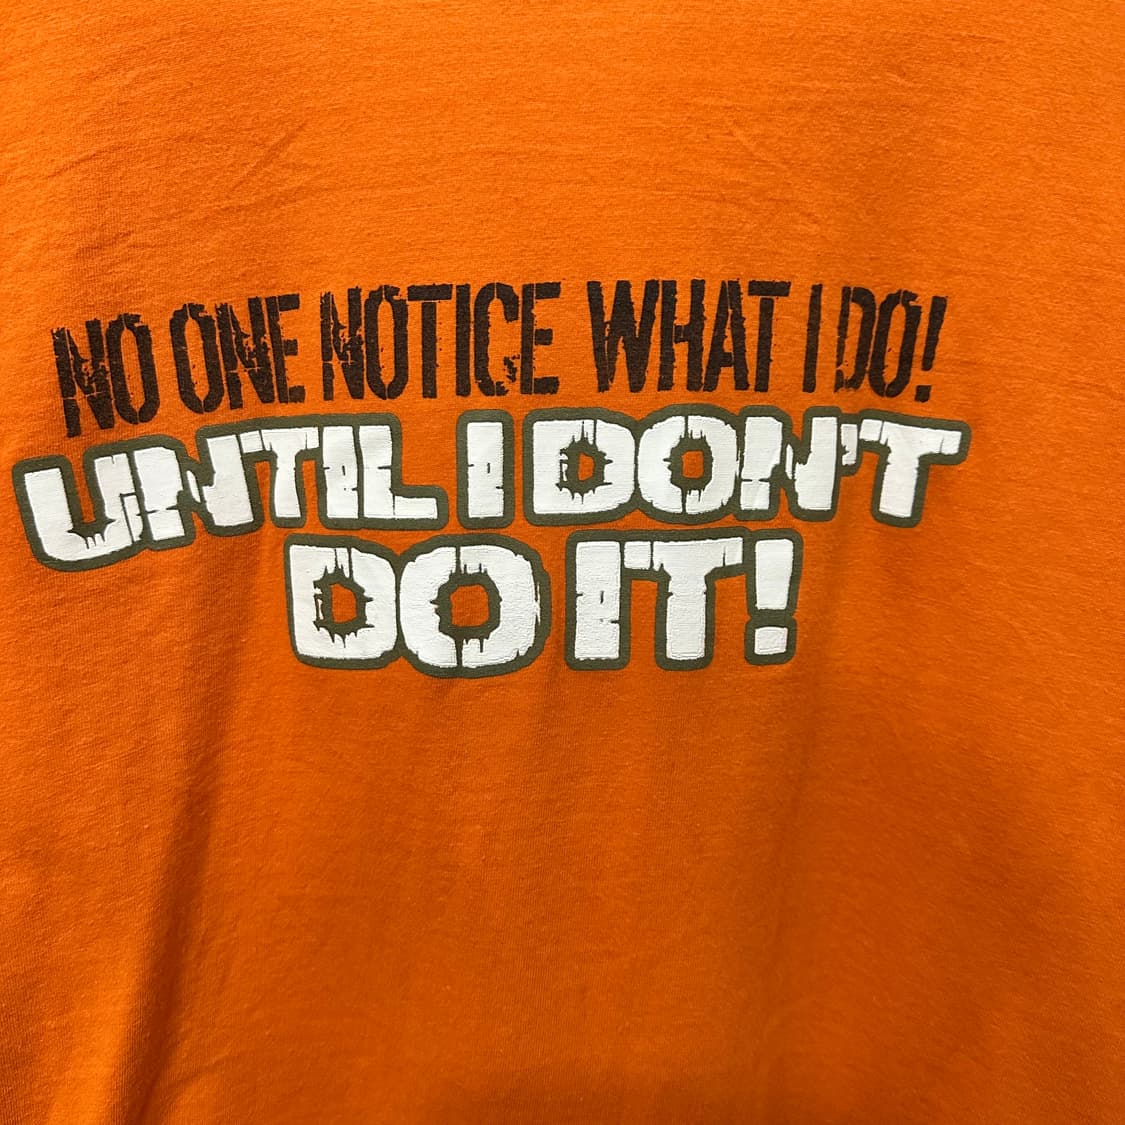 NO ONE NOTICE WHAT I DO!
UNTIL I DON'T
DO IT!